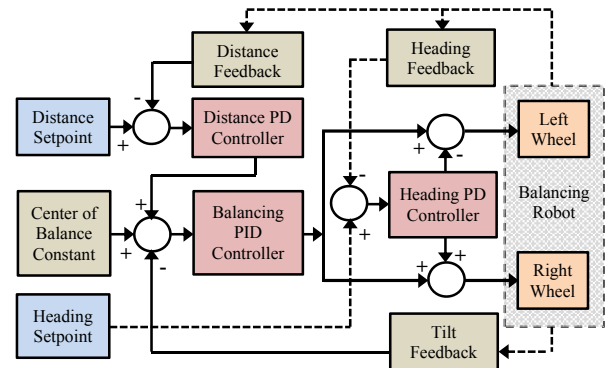 Distance
Feedback
Heading
Feedback
-
Distance
Setpoint
+
Distance PD
Controller
Left
Wheel
+
-
-
Center of
Balance
Constant
+
+
-
Balancing
PID
Controller
+
Heading PD
Controller
Balancing
Robot
+
+
Right
Wheel
Heading
Setpoint
Tilt
Feedback